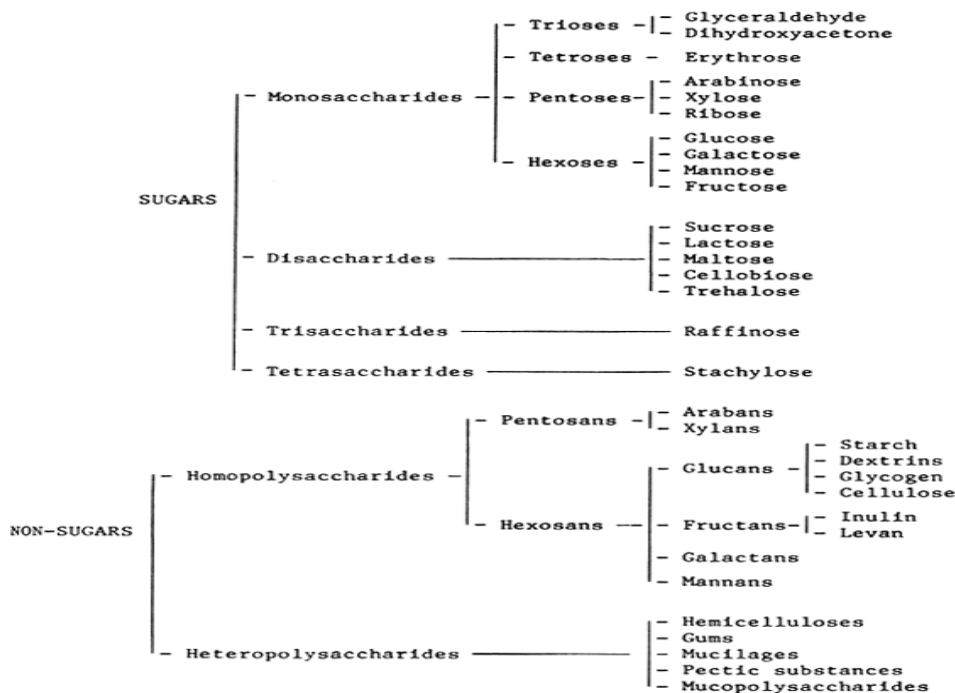 Trioses
Glyceraldehyde
Dihydroxyacetone
Tetroses
Erythrose
Monosaccharides
Pentoses
Arabinose
Xylose
Ribose
Hexoses
Glucose
Galactose
Mannose
Fructose
SUGARS
Disaccharides
Sucrose
Lactose
Maltose
Cellobiose
Trehalose
Trisaccharides
Raffinose
Tetrasaccharides
Stachylose
Pentosans
Arabans
Xylans
Homopolysaccharides
Glucans
Starch
Dextrins
Glycogen
Cellulose
NON-SUGARS
Hexosans
Fructans
Inulin
Levan
Galactans
Mannans
Heteropolysaccharides
Hemicelluloses
Gums
Mucilages
Pectic substances
Mucopolysaccharides